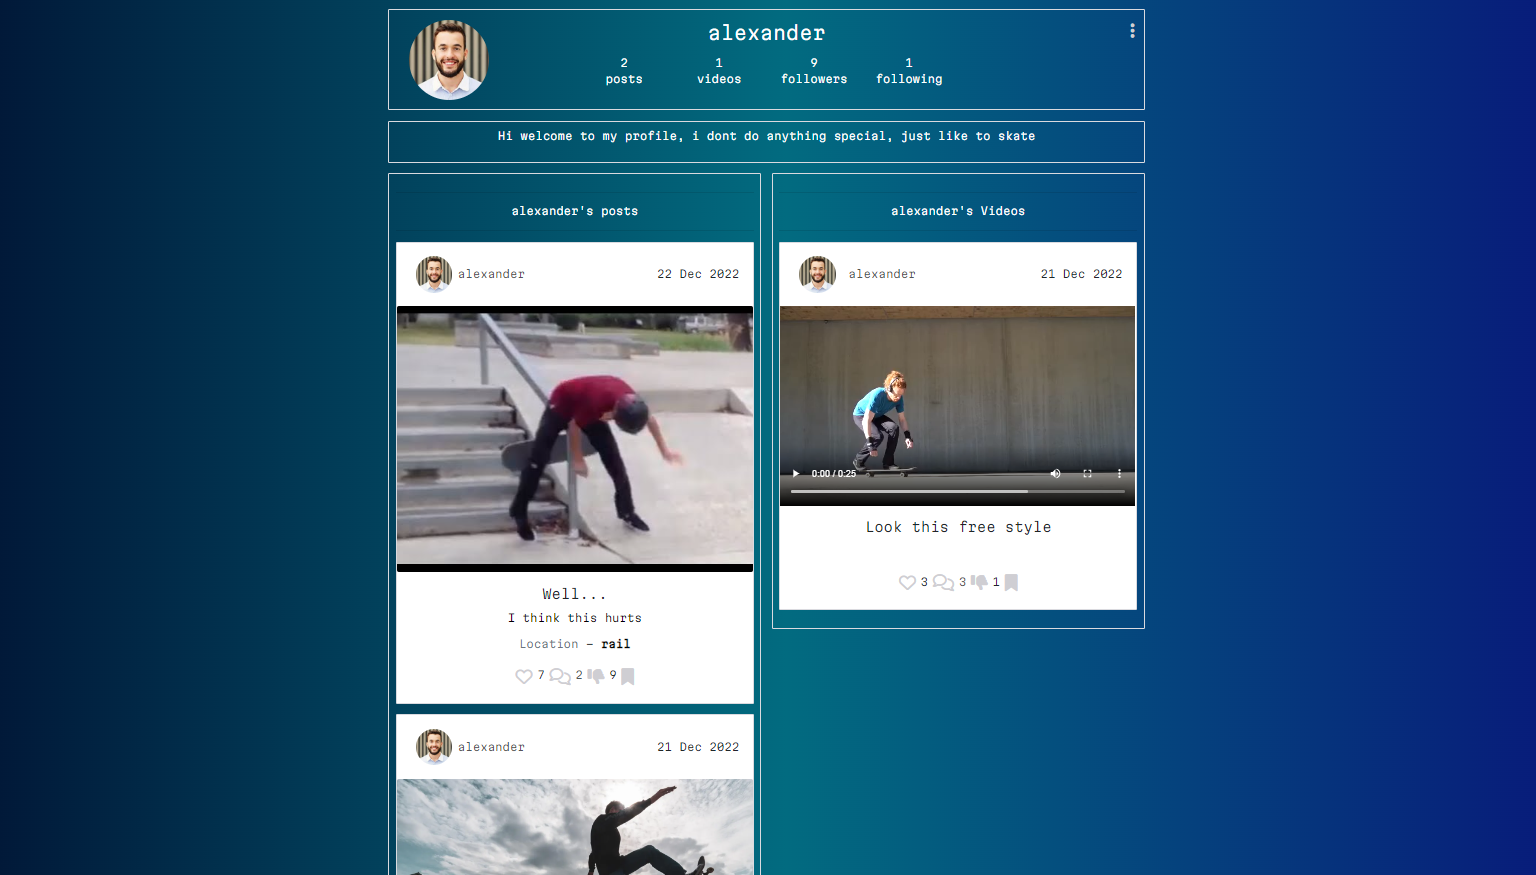 alexander
2 1 9 1
posts videos followers following
Hi welcome to my profile, i dont do anything special, just like to skate
alexander's posts
alexander 22 Dec 2022
Well...
I think this hurts
Location - rail
7 2 9
alexander 21 Dec 2022
alexander's Videos
alexander 21 Dec 2022
0:00 / 0:25
Look this free style
3 3 1